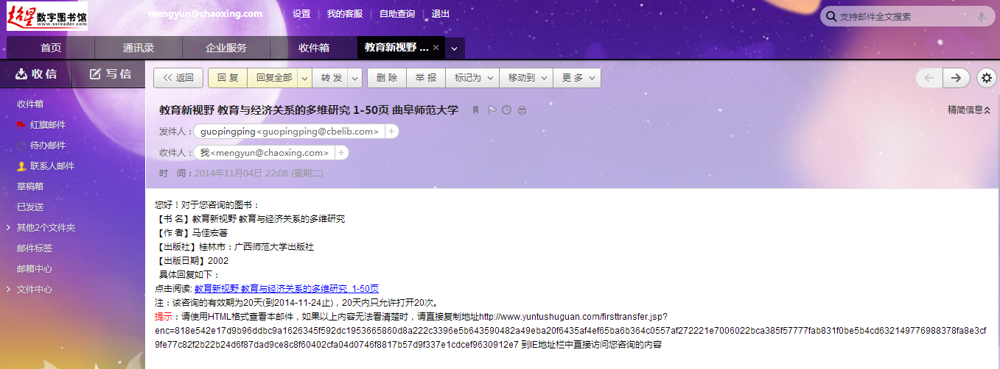 超星数字图书馆
www.ssreader.com
mengyun@chaoxing.com
设置 | 我的客服 | 自助查询 | 退出
支持邮件全文搜索
首页 通讯录 企业服务 收件箱 教育新视野 ... ×
收信 写信
<< 返回 回复 回复全部 转发 删除 举报 标记为 移动到 更多
收件箱
红旗邮件
待办邮件
联系人邮件
草稿箱
已发送
其他2个文件夹
邮件标签
邮箱中心
文件中心
教育新视野 教育与经济关系的多维研究 1-50页 曲阜师范大学
精简信息
发件人：guopingping<guopingping@cbelib.com> +
收件人：我<mengyun@chaoxing.com> +
时 间：2014年11月04日 22:08 (星期二)
您好！对于您咨询的图书：
【书 名】教育新视野 教育与经济关系的多维研究
【作 者】马佳宏著
【出版社】桂林市：广西师范大学出版社
【出版日期】2002
具体回复如下：
点击阅读: 教育新视野 教育与经济关系的多维研究 1-50页
注：该咨询的有效期为20天(到2014-11-24止)，20天内只允许打开20次。
提示：请使用HTML格式查看本邮件，如果以上内容无法看清楚时，请直接复制地址http://www.yuntushuguan.com/firsttransfer.jsp?
enc=818e542e17d9b96ddbc9a1626345f592dc1953665860d8a222c3396e5b643590482a49eba20f6435af4ef65ba6b364c0557af272221e7006022bca385f57777fab831f0be5b4cd632149776988378fa8e3cf
9fe77c82f2b22b24d6f87dad9ce8c8f60402cfa04d0746f8817b57d9f337e1cdcef9630912e7 到IE地址栏中直接访问您咨询的内容